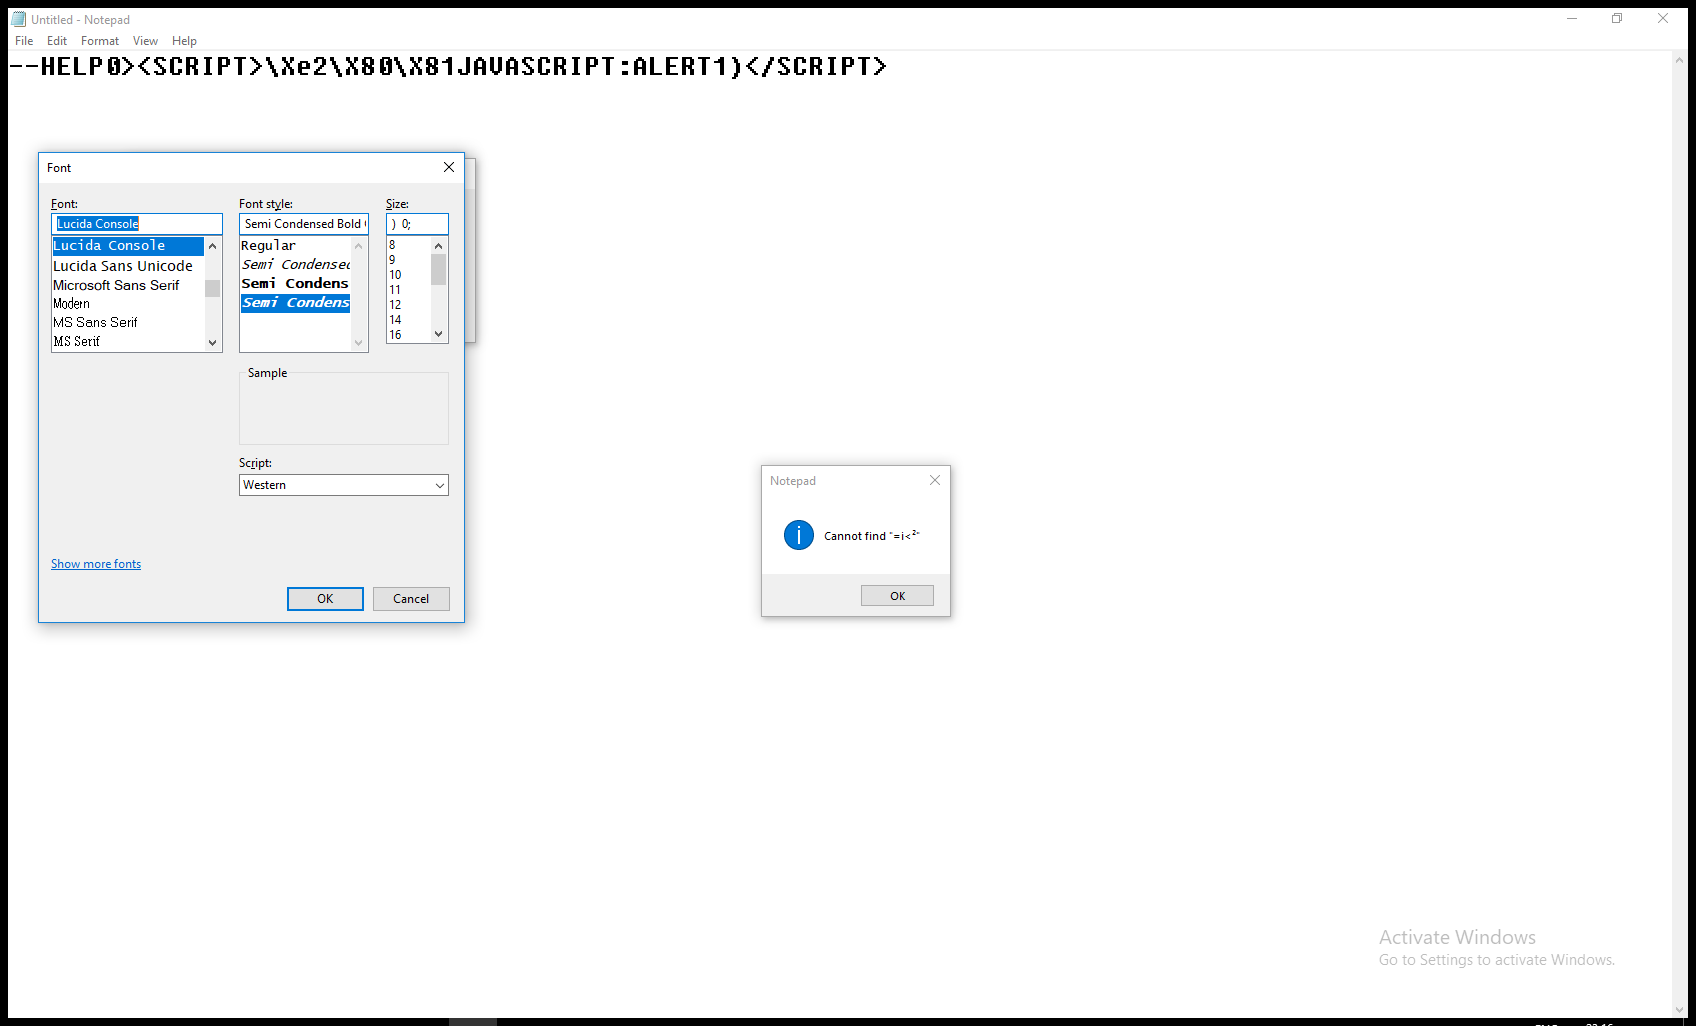 Untitled - Notepad
File Edit Format View Help
--HELP0><SCRIPT>\Xe2\X80\X81JAVASCRIPT:ALERT1)</SCRIPT>
Font
Font: Font style: Size:
Lucida Console Semi Condensed Bold ) 0;
Lucida Console
Lucida Sans Unicode
Microsoft Sans Serif
Modern
MS Sans Serif
MS Serif
Regular
Semi Condensed
Semi Condens
Semi Condens
8
9
10
11
12
14
16
Sample
Script:
Western
Show more fonts
OK Cancel
Notepad
Cannot find "=i<²"
OK
Activate Windows
Go to Settings to activate Windows.